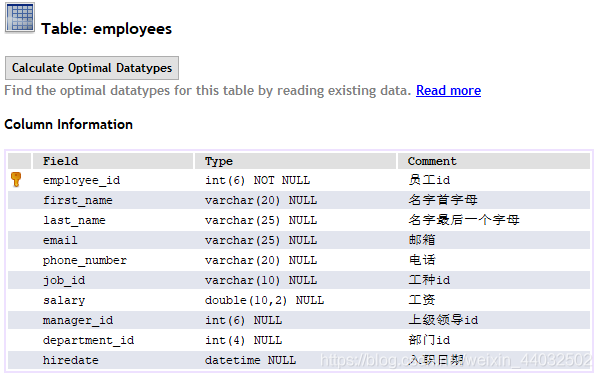 Table: employees
Calculate Optimal Datatypes
Find the optimal datatypes for this table by reading existing data. Read more
Column Information
Field Type Comment
employee_id int(6) NOT NULL 员工id
first_name varchar(20) NULL 名字首字母
last_name varchar(25) NULL 名字最后一个字母
email varchar(25) NULL 邮箱
phone_number varchar(20) NULL 电话
job_id varchar(10) NULL 工种id
salary double(10,2) NULL 工资
manager_id int(6) NULL 上级领导id
department_id int(4) NULL 部门id
hiredate datetime NULL 入职日期